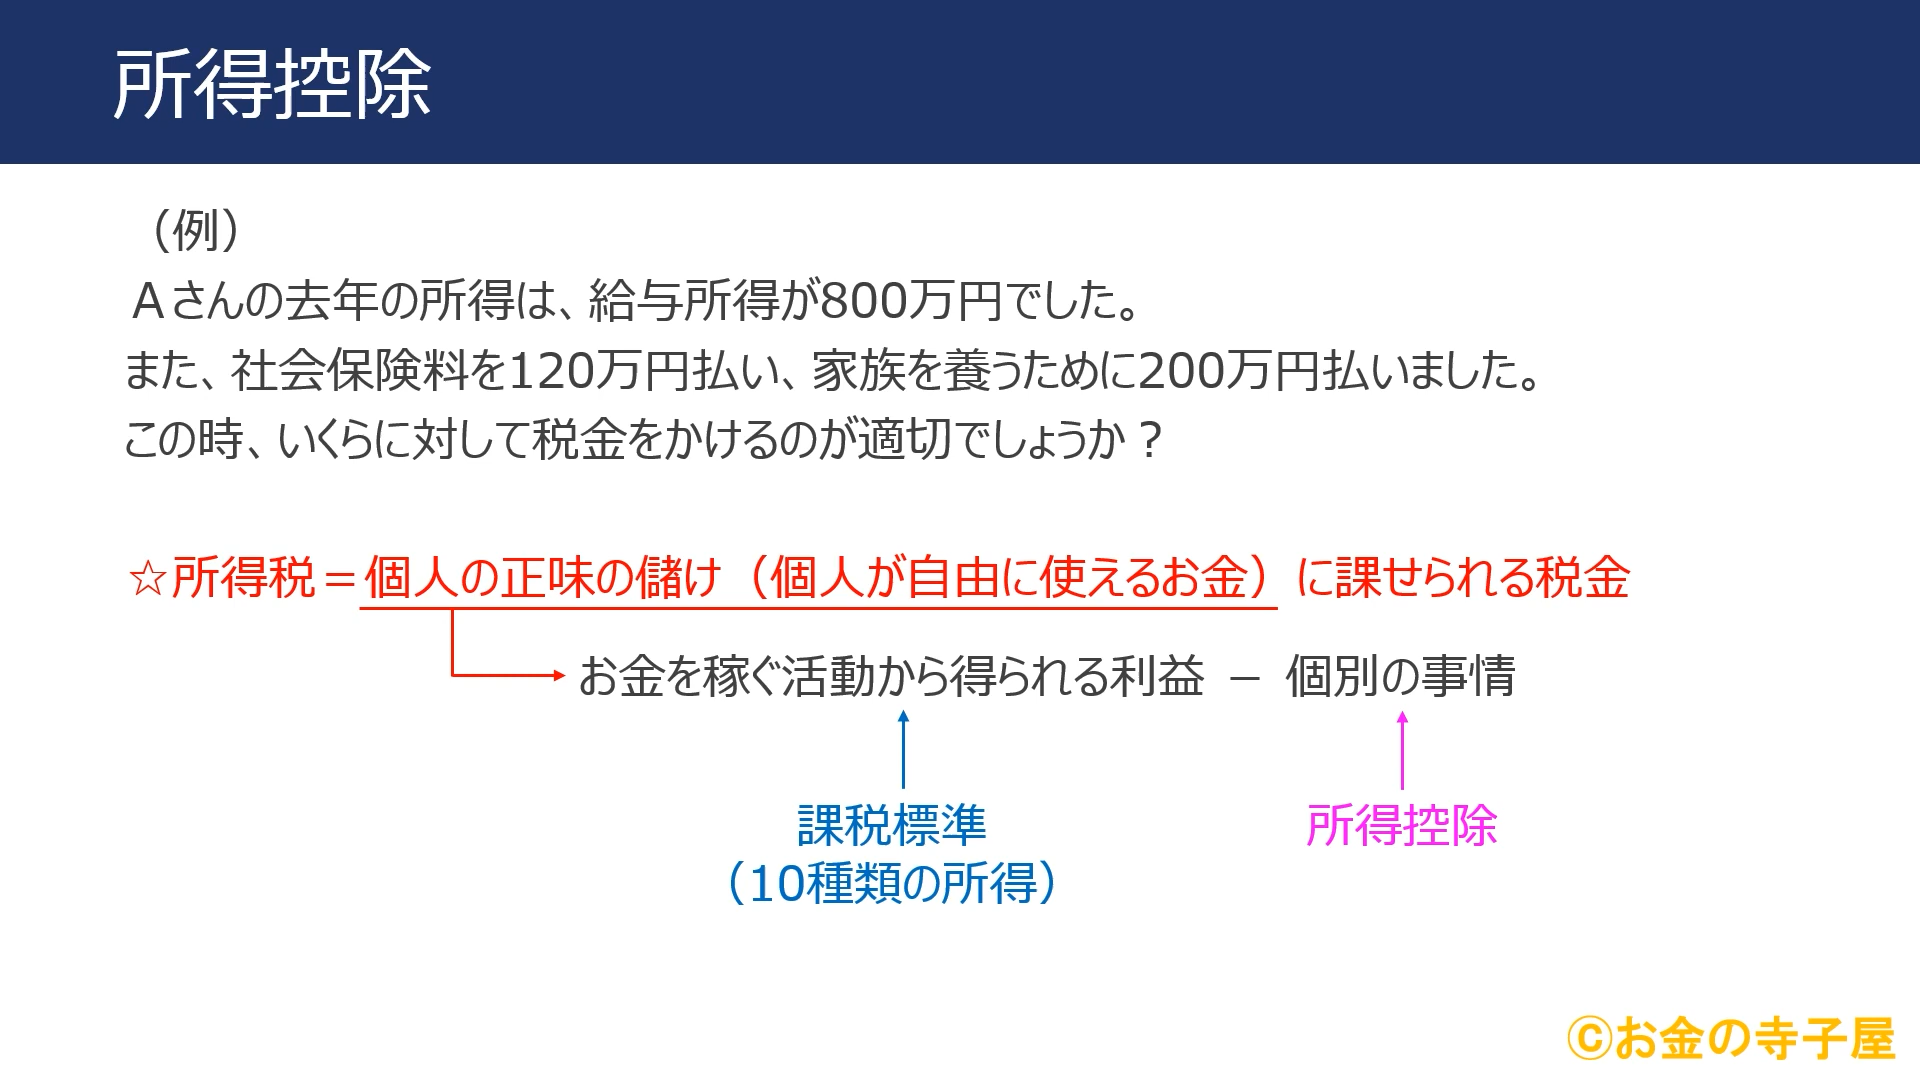 所得控除
（例）
Ａさんの去年の所得は、給与所得が800万円でした。
また、社会保険料を120万円払い、家族を養うために200万円払いました。
この時、いくらに対して税金をかけるのが適切でしょうか？
☆所得税＝個人の正味の儲け（個人が自由に使えるお金）に課せられる税金
お金を稼ぐ活動から得られる利益 － 個別の事情
課税標準
（10種類の所得）
所得控除
©お金の寺子屋